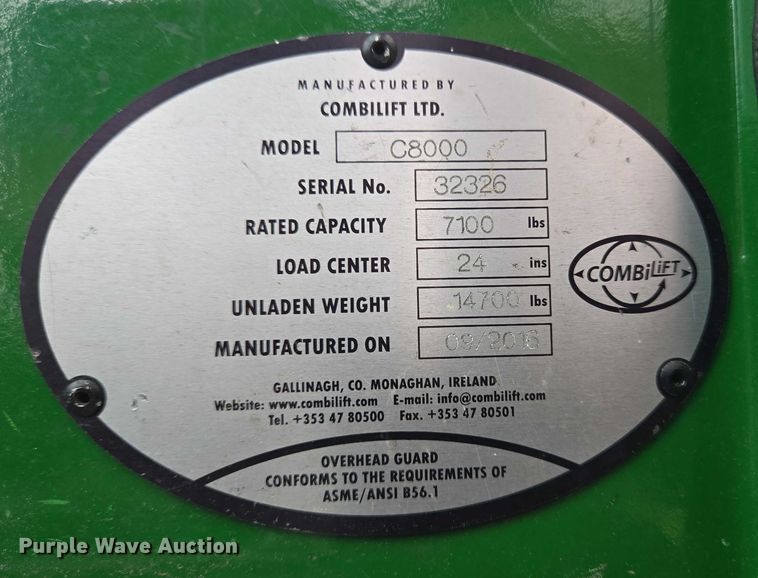 MANUFACTURED BY
COMBILIFT LTD.
MODEL C8000
SERIAL No. 32326
RATED CAPACITY 7100 lbs
LOAD CENTER 24 ins
UNLADEN WEIGHT 14700 lbs
MANUFACTURED ON 09/2016
COMBiLiFT
GALLINAGH, CO. MONAGHAN, IRELAND
Website: www.combilift.com E-mail: info@combilift.com
Tel. +353 47 80500 Fax. +353 47 80501
OVERHEAD GUARD
CONFORMS TO THE REQUIREMENTS OF
ASME/ANSI B56.1
Purple Wave Auction